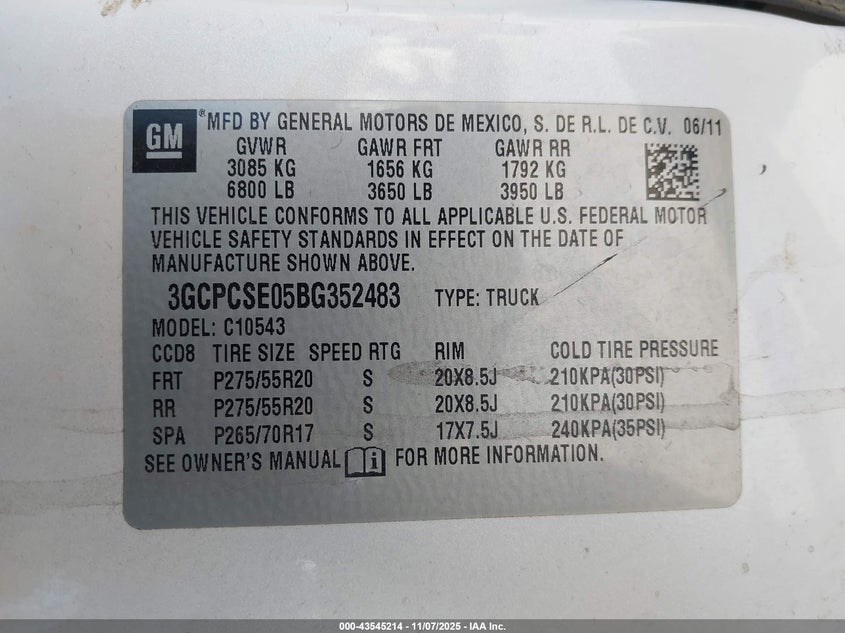 GM ® MFD BY GENERAL MOTORS DE MEXICO, S. DE R.L. DE C.V. 06/11
GVWR GAWR FRT GAWR RR
3085 KG 1656 KG 1792 KG
6800 LB 3650 LB 3950 LB
THIS VEHICLE CONFORMS TO ALL APPLICABLE U.S. FEDERAL MOTOR
VEHICLE SAFETY STANDARDS IN EFFECT ON THE DATE OF
MANUFACTURE SHOWN ABOVE.
3GCPCSE05BG352483 TYPE: TRUCK
MODEL: C10543
CCD8 TIRE SIZE SPEED RTG RIM COLD TIRE PRESSURE
FRT P275/55R20 S 20X8.5J 210KPA(30PSI)
RR P275/55R20 S 20X8.5J 210KPA(30PSI)
SPA P265/70R17 S 17X7.5J 240KPA(35PSI)
SEE OWNER'S MANUAL i FOR MORE INFORMATION.
000-43545214 - 11/07/2025 - IAA Inc.